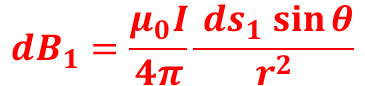 dB₁ = μ₀I / 4π ds₁ sin θ / r²